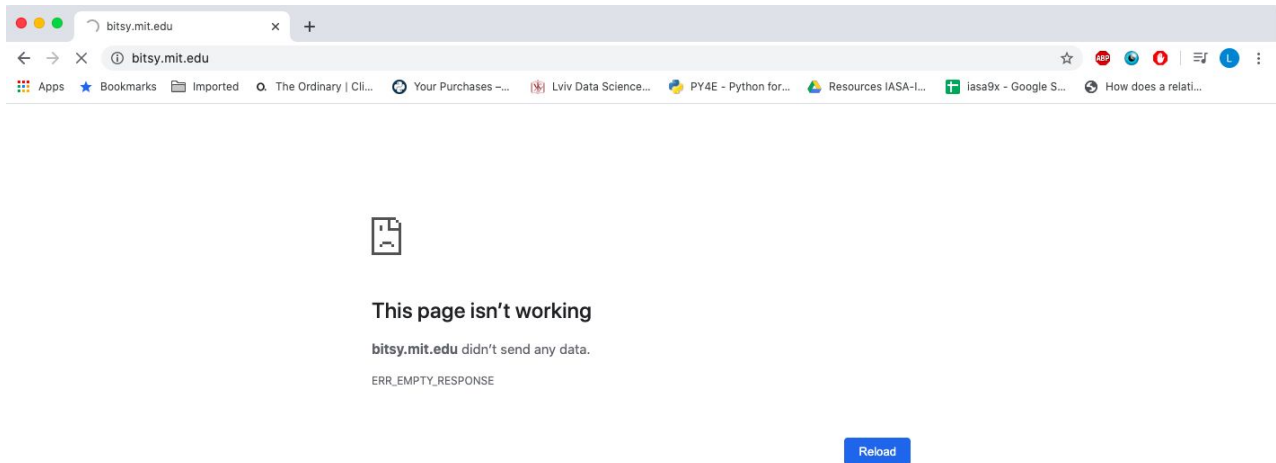 bitsy.mit.edu
bitsy.mit.edu
ABP L
Apps Bookmarks Imported O. The Ordinary | Cli... Your Purchases –... Lviv Data Science... PY4E - Python for... Resources IASA-I... iasa9x - Google S... How does a relati...
This page isn't working
bitsy.mit.edu didn't send any data.
ERR_EMPTY_RESPONSE
Reload